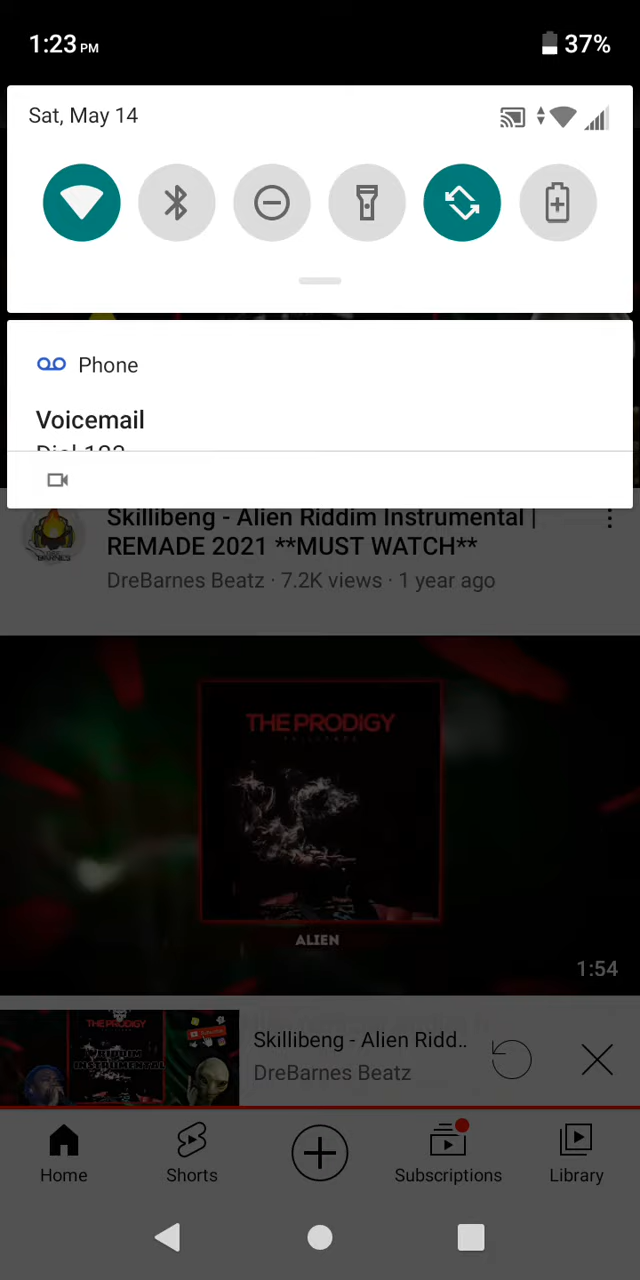 1:23 PM
37%
Sat, May 14
Phone
Voicemail
Skillibeng - Alien Riddim Instrumental |
REMADE 2021 **MUST WATCH**
DreBarnes Beatz · 7.2K views · 1 year ago
THE PRODIGY
ALIEN
1:54
THE PRODIGY
RIDDIM
INSTRUMENTAL
Skillibeng - Alien Ridd..
DreBarnes Beatz
Home
Shorts
Subscriptions
Library